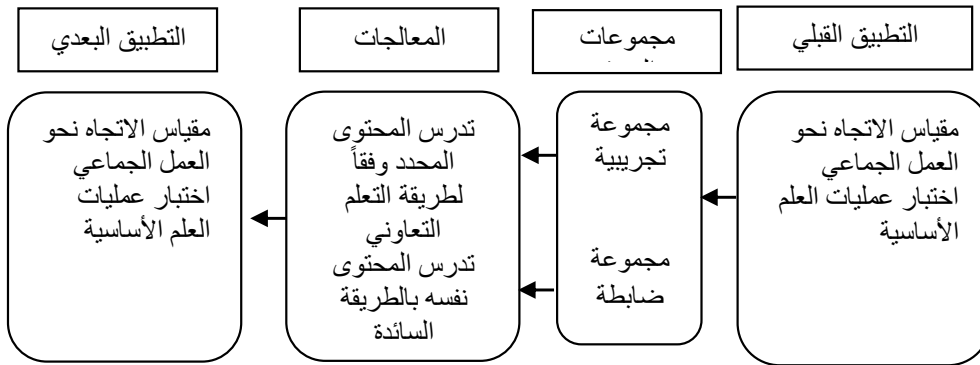 التطبيق القبلي
مجموعات
المعالجات
التطبيق البعدي
مقياس الاتجاه نحو
العمل الجماعي
اختبار عمليات العلم
الأساسية
مجموعة
تجريبية
مجموعة
ضابطة
تدرس المحتوى
المحدد وفقاً
لطريقة التعلم
التعاوني
تدرس المحتوى
نفسه بالطريقة
السائدة
مقياس الاتجاه نحو
العمل الجماعي
اختبار عمليات
العلم الأساسية